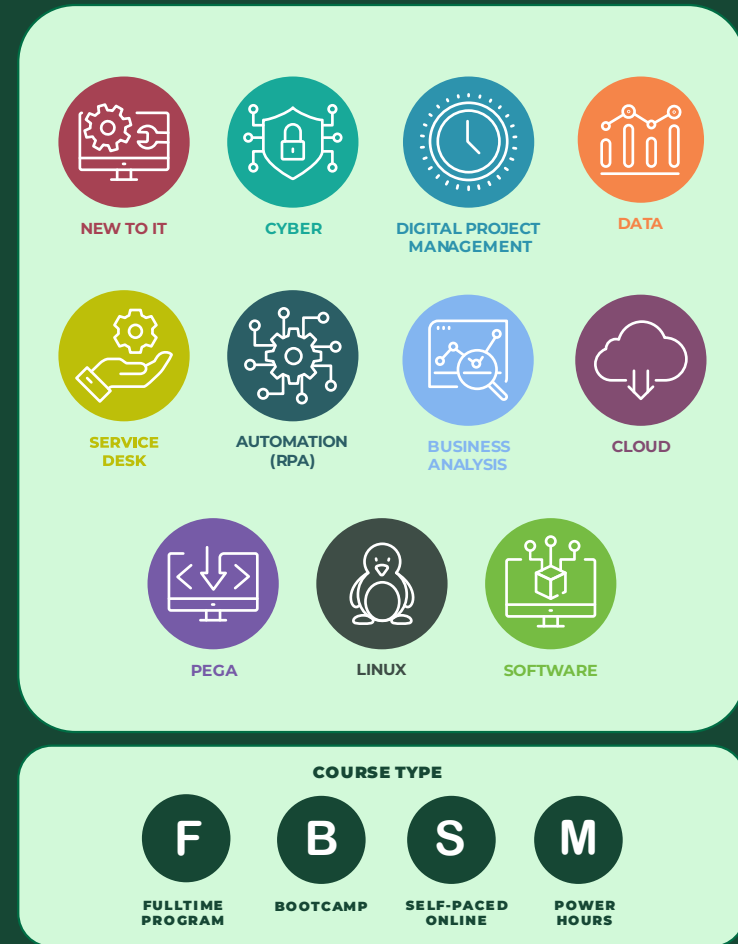 NEW TO IT
CYBER
DIGITAL PROJECT
MANAGEMENT
DATA
SERVICE
DESK
AUTOMATION
(RPA)
BUSINESS
ANALYSIS
CLOUD
PEGA
LINUX
SOFTWARE
COURSE TYPE
F
B
S
M
FULLTIME
PROGRAM
BOOTCAMP
SELF-PACED
ONLINE
POWER
HOURS